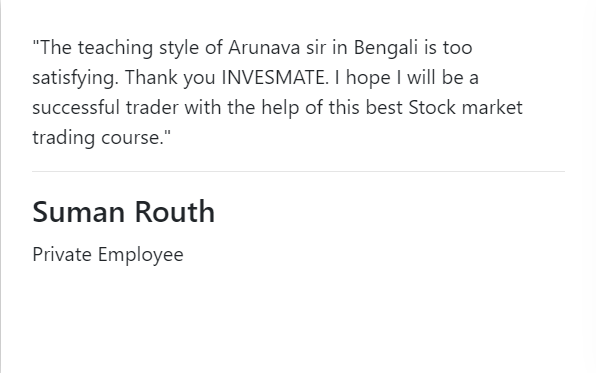 "The teaching style of Arunava sir in Bengali is too
satisfying. Thank you INVESMATE. I hope I will be a
successful trader with the help of this best Stock market
trading course."
Suman Routh
Private Employee